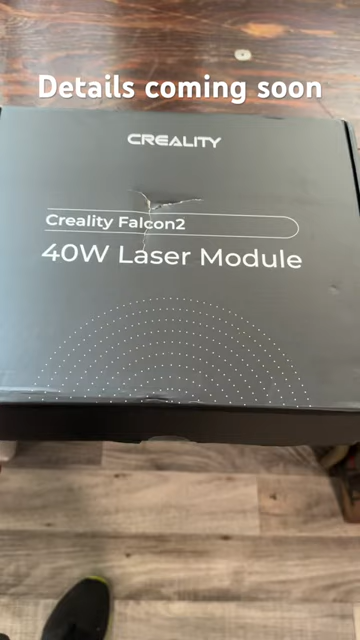 Details coming soon
CREALITY
Creality Falcon2
40W Laser Module